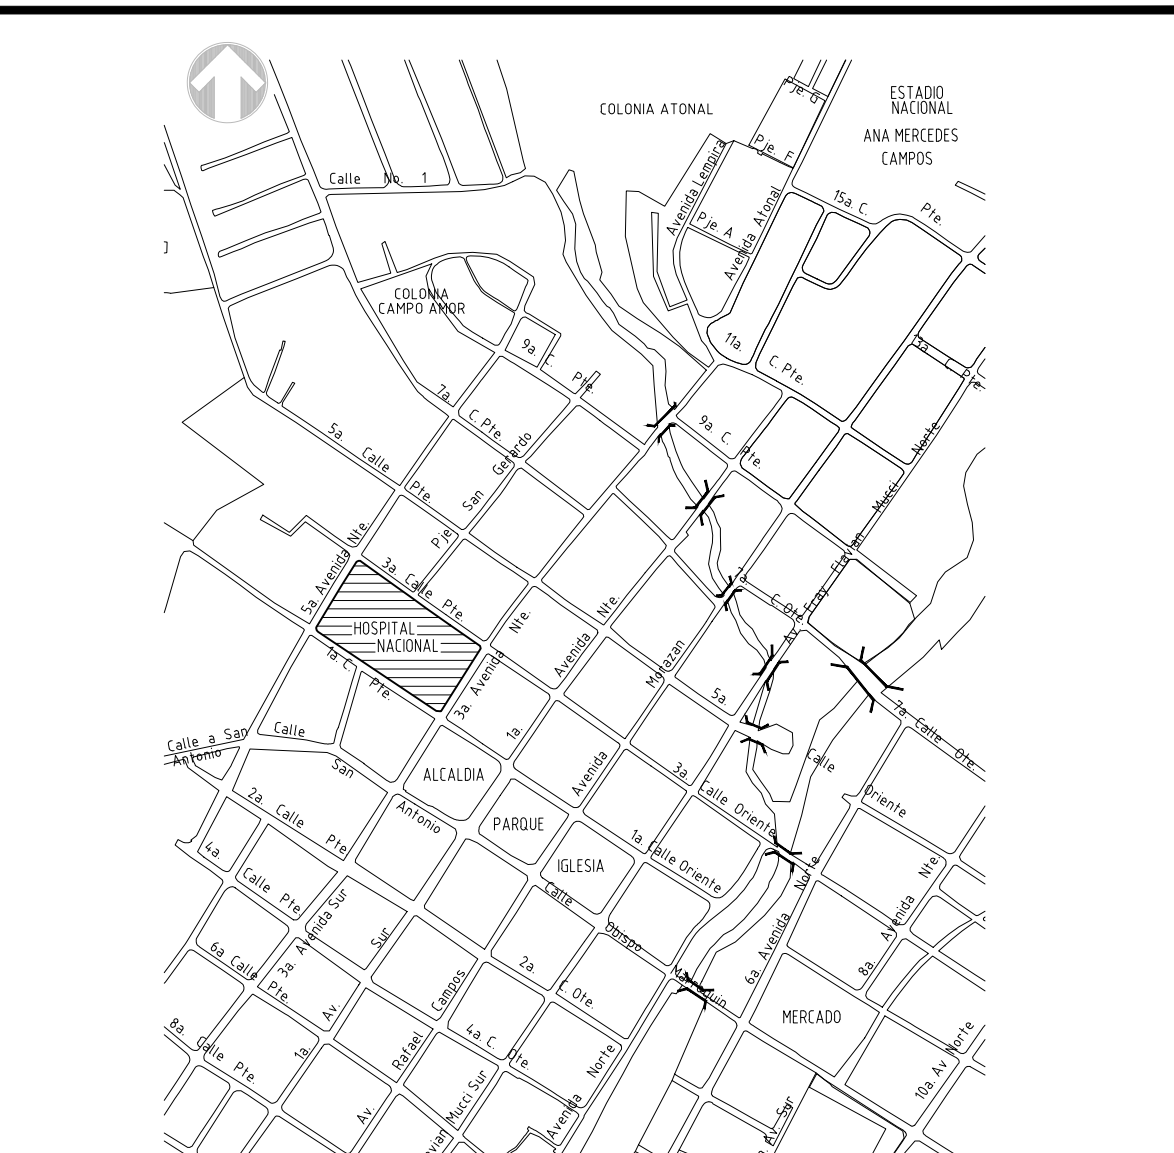 ESTADIO
NACIONAL
ANA MERCEDES
CAMPOS
COLONIA ATONAL
Pje. G
Pje. F
Avenida Lempira
Pje. A
Avenida Atonal
15a. C. Pte.
Calle No. 1
COLONIA
CAMPO AMOR
11a. C. Pte.
13a. C. Pte.
9a. C. Pte.
7a. C. Pte.
9a. C. Pte.
5a. Calle Pte.
Pje San Gerardo
Norte
Mucci
Flavian
Av. Fray
5a. Avenida Nte.
3a. Calle Pte.
HOSPITAL
NACIONAL
1a. C. Pte.
3a. Avenida Nte.
1a. Avenida Nte.
Morazan
7a. C. Ote.
5a. Calle Oriente
7a. Calle Ote.
Calle a San
Antonio
Calle San Antonio
ALCALDIA
PARQUE
IGLESIA
Avenida
3a. Calle Oriente
1a. Calle Oriente
2a. Calle Pte.
4a. Calle Pte.
6a. Calle Pte.
8a. Calle Pte.
3a. Avenida Sur
1a. Av. Sur
Calle Obispo Marroquin
2a. C. Ote.
4a. C. Ote.
6a. Avenida Norte
8a. Avenida Nte.
MERCADO
10a. Av Norte
Av. Rafael Campos
Mucci Sur
Avenida Norte
Av Sur